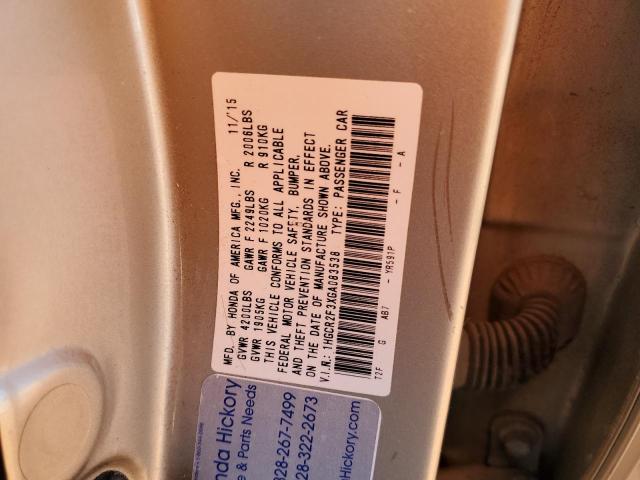 MFD. BY HONDA OF AMERICA MFG., INC. 11/'15
GVWR 4200LBS GAWR F 2249LBS R 2006LBS
GVWR 1905KG GAWR F 1020KG R 910KG
THIS VEHICLE CONFORMS TO ALL APPLICABLE
FEDERAL MOTOR VEHICLE SAFETY, BUMPER,
AND THEFT PREVENTION STANDARDS IN EFFECT
ON THE DATE OF MANUFACTURE SHOWN ABOVE.
V.I.N.: 1HGCR2F3XGA083538 TYPE: PASSENGER CAR
T2F G AB7 - YR591P - F - A
nda Hickory
e & Parts Needs
828-267-7499
28-322-2673
Hickory.com